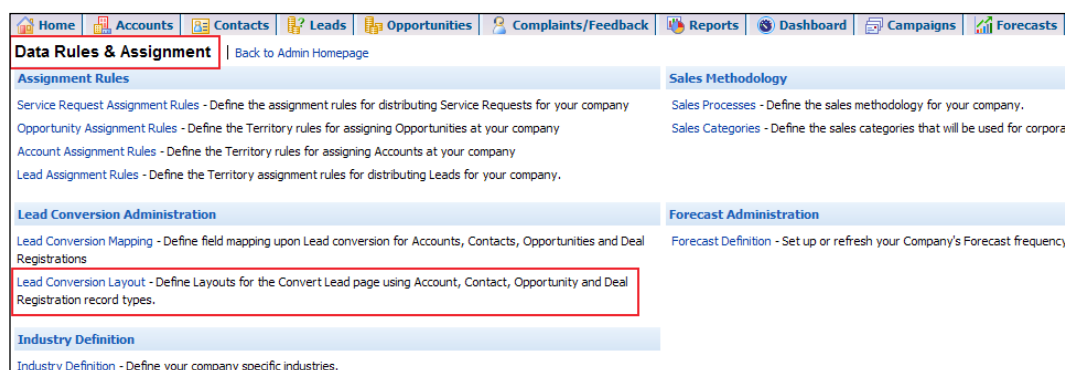 Home Accounts Contacts Leads Opportunities Complaints/Feedback Reports Dashboard Campaigns Forecasts
Data Rules & Assignment | Back to Admin Homepage
Assignment Rules
Service Request Assignment Rules - Define the assignment rules for distributing Service Requests for your company
Opportunity Assignment Rules - Define the Territory rules for assigning Opportunities at your company
Account Assignment Rules - Define the Territory rules for assigning Accounts at your company
Lead Assignment Rules - Define the Territory assignment rules for distributing Leads for your company.
Sales Methodology
Sales Processes - Define the sales methodology for your company.
Sales Categories - Define the sales categories that will be used for corpora
Lead Conversion Administration
Lead Conversion Mapping - Define field mapping upon Lead conversion for Accounts, Contacts, Opportunities and Deal
Registrations
Lead Conversion Layout - Define Layouts for the Convert Lead page using Account, Contact, Opportunity and Deal
Registration record types.
Forecast Administration
Forecast Definition - Set up or refresh your Company's Forecast frequency
Industry Definition
Industry Definition - Define your company specific industries.